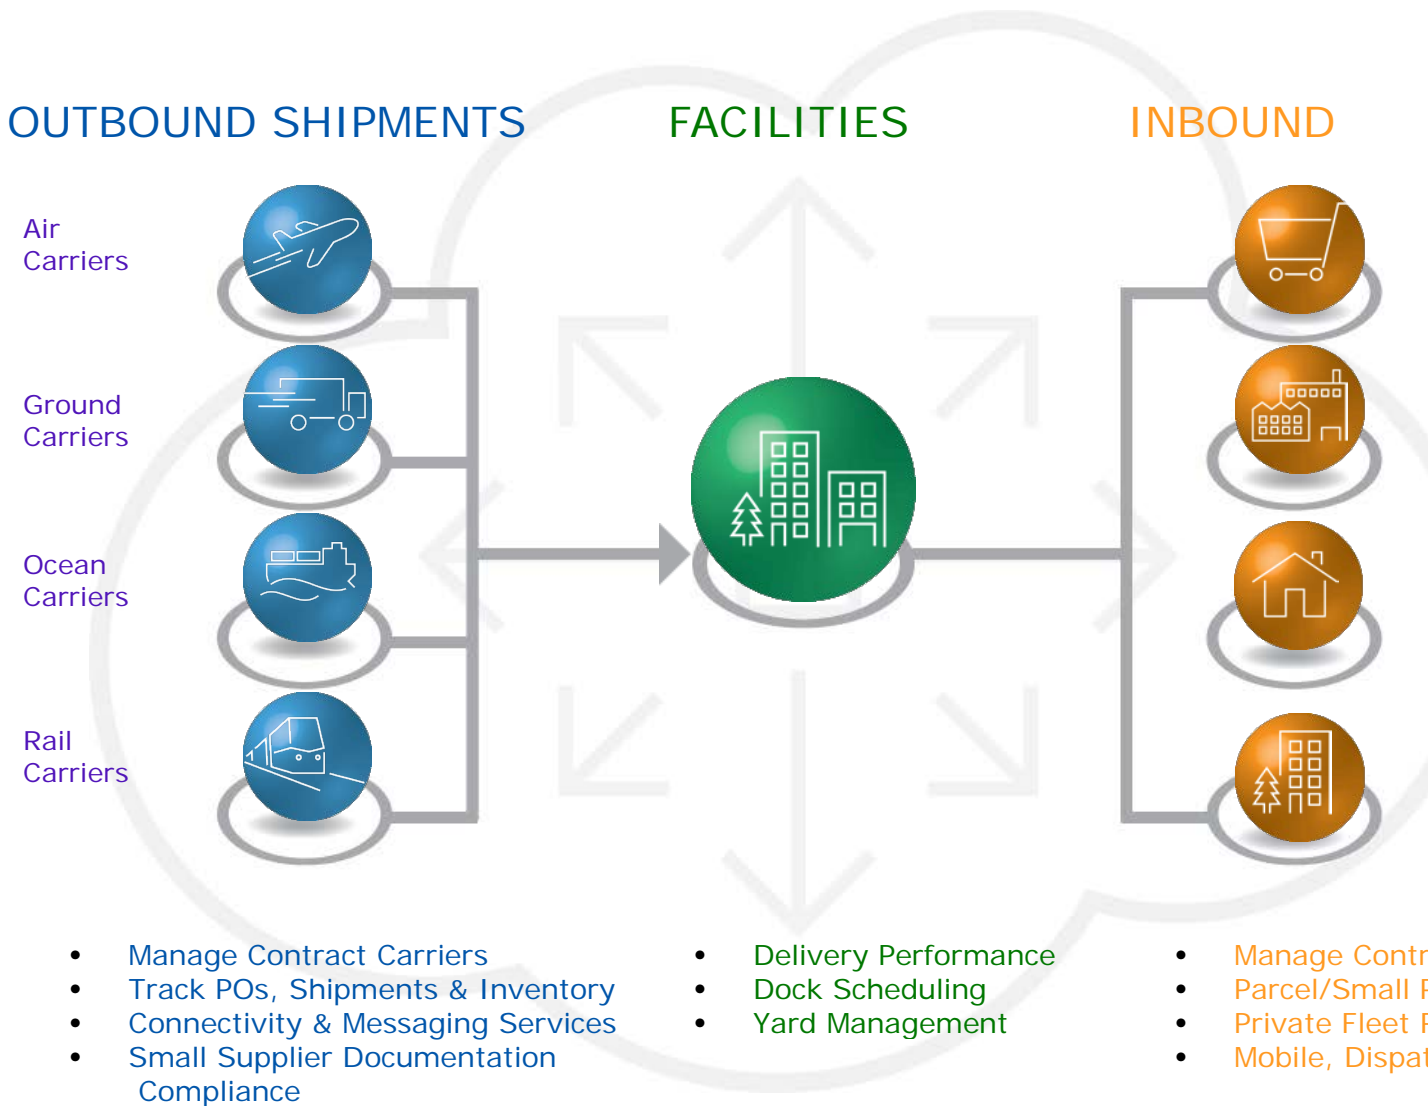 OUTBOUND SHIPMENTS
FACILITIES
INBOUND
Air
Carriers
Ground
Carriers
Ocean
Carriers
Rail
Carriers
• Manage Contract Carriers
• Track POs, Shipments & Inventory
• Connectivity & Messaging Services
• Small Supplier Documentation
Compliance
• Delivery Performance
• Dock Scheduling
• Yard Management
• Manage
• Parcel/Small
• Private Fleet
• Mobile,